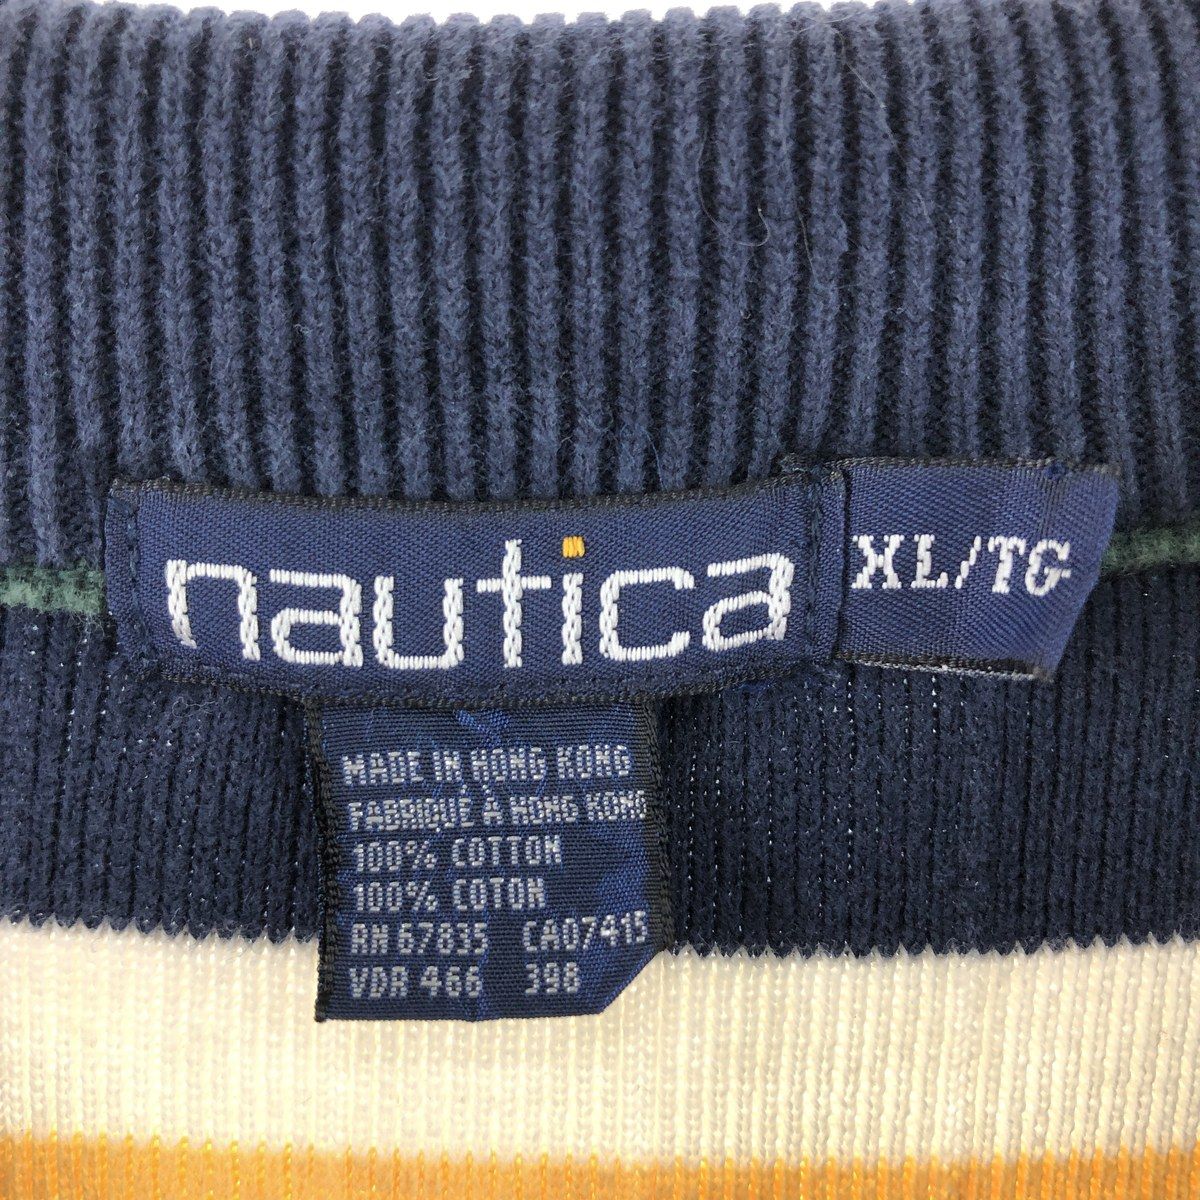 nautica
XL/TG
MADE IN HONG KONG
FABRIQUÉ À HONG KONG
100% COTTON
100% COTON
RN 67835 CA07415
VDR 466 398